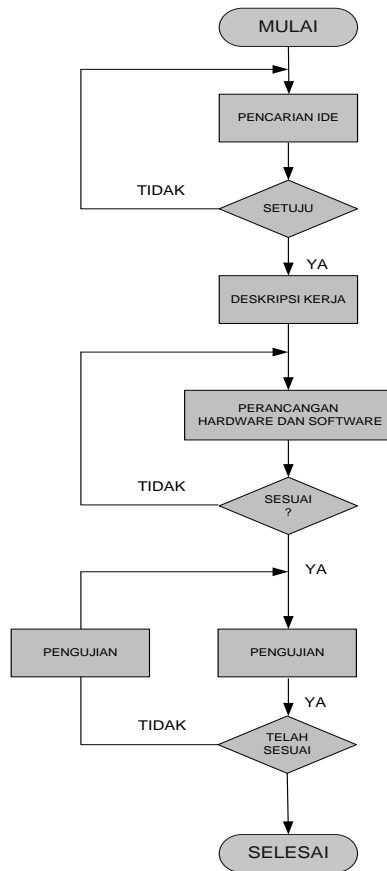 MULAI
PENCARIAN IDE
TIDAK
SETUJU
YA
DESKRIPSI KERJA
PERANCANGAN
HARDWARE DAN SOFTWARE
TIDAK
SESUAI
?
YA
PENGUJIAN
PENGUJIAN
YA
TIDAK
TELAH
SESUAI
SELESAI